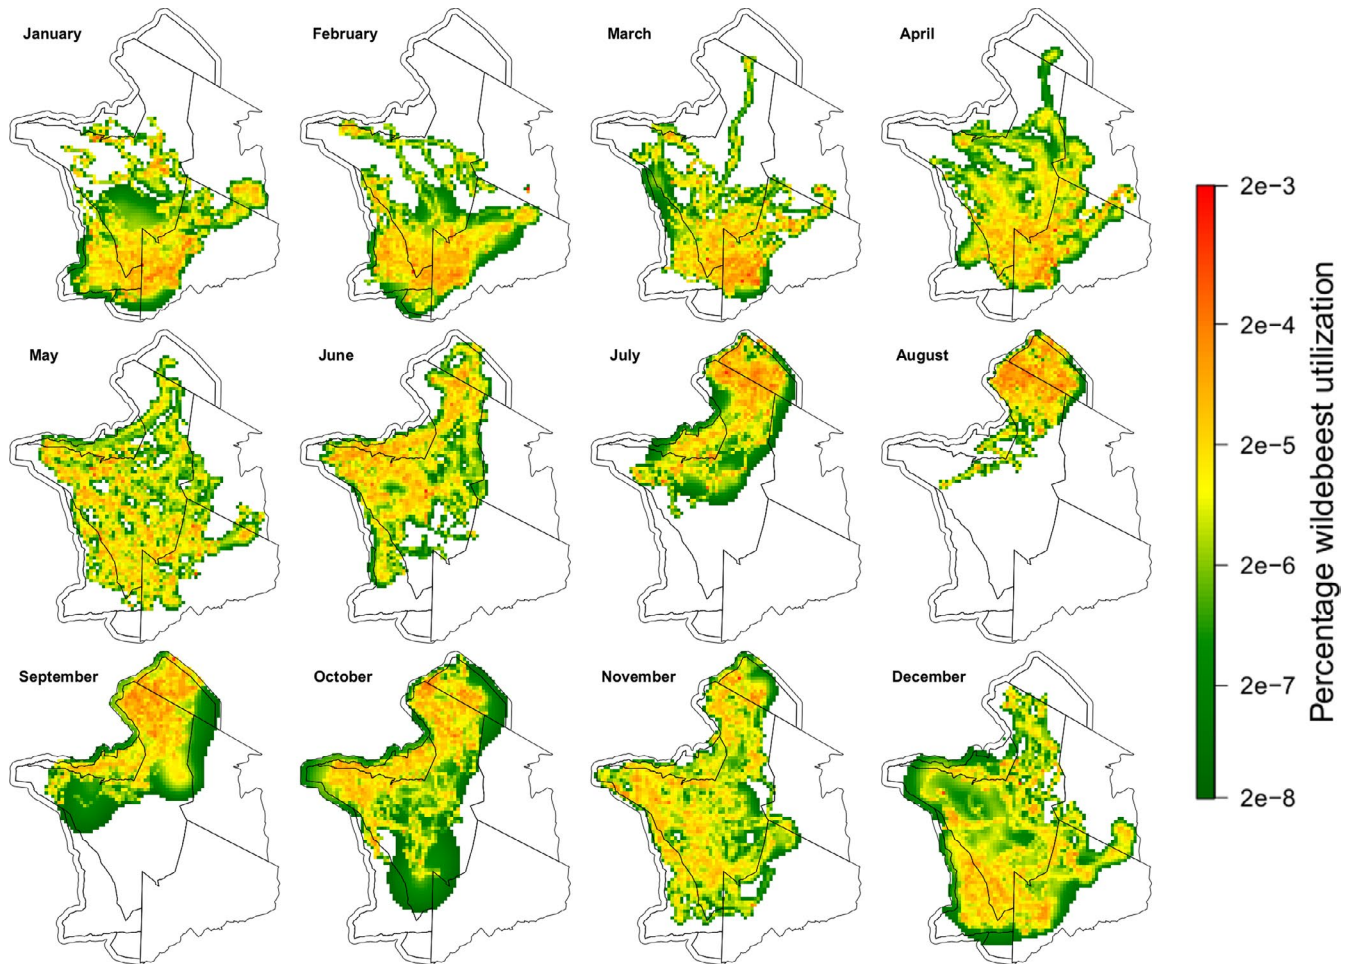 January
February
March
April
May
June
July
August
September
October
November
December
2e−3
2e−4
2e−5
2e−6
2e−7
2e−8
Percentage wildebeest utilization